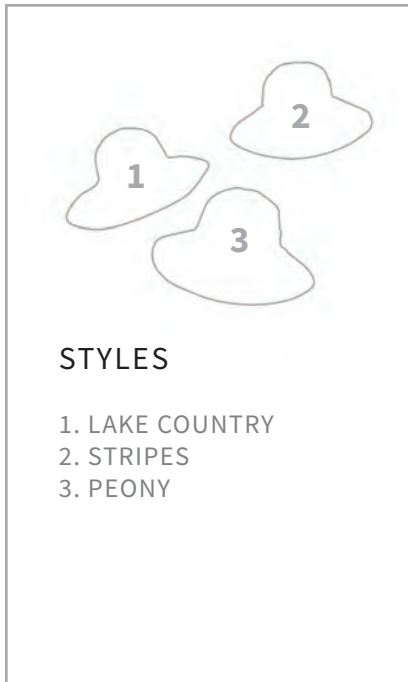 2
1
3
STYLES
1. LAKE COUNTRY
2. STRIPES
3. PEONY